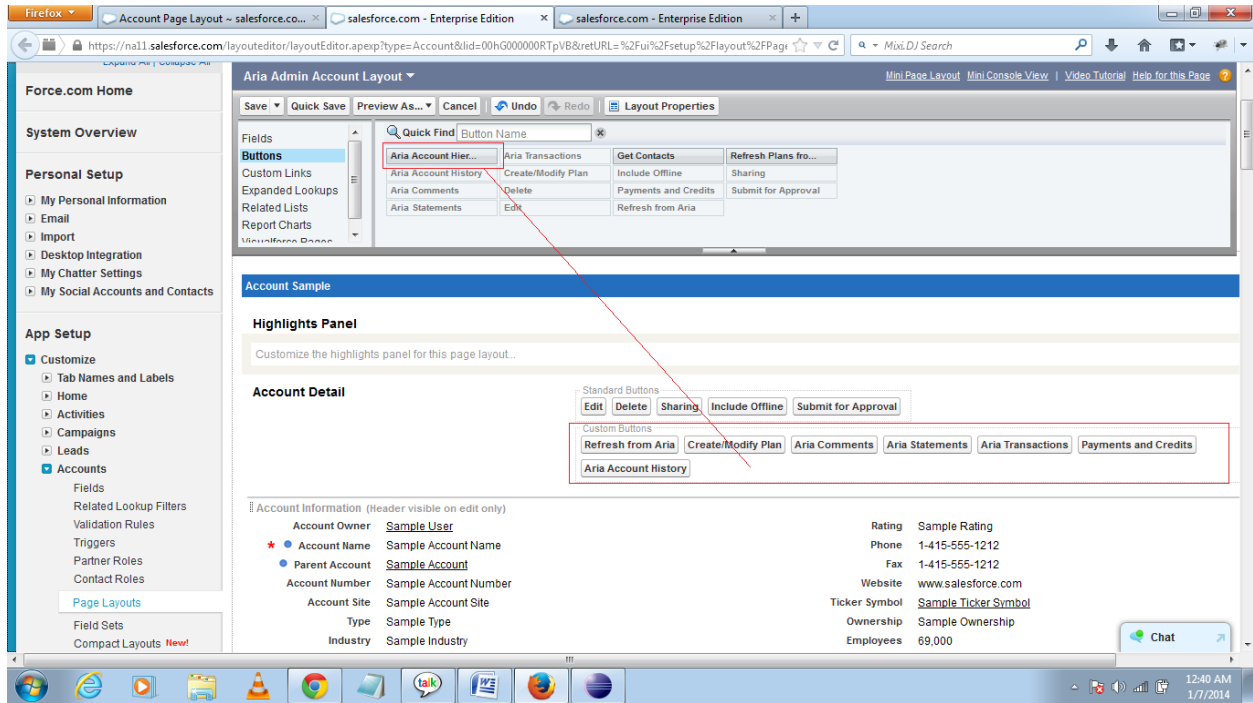 Firefox
Account Page Layout ~ salesforce.co...
salesforce.com - Enterprise Edition
salesforce.com - Enterprise Edition
https://na11.salesforce.com/layouteditor/layoutEditor.apexp?type=Account&lid=00hG000000RTpVB&retURL=%2Fui%2Fsetup%2Flayout%2FPage
MixiDJ Search
Expand All | Collapse All
Force.com Home
System Overview
Personal Setup
My Personal Information
Email
Import
Desktop Integration
My Chatter Settings
My Social Accounts and Contacts
App Setup
Customize
Tab Names and Labels
Home
Activities
Campaigns
Leads
Accounts
Fields
Related Lookup Filters
Validation Rules
Triggers
Partner Roles
Contact Roles
Page Layouts
Field Sets
Compact Layouts New!
Aria Admin Account Layout
Mini Page Layout Mini Console View | Video Tutorial Help for this Page
Save Quick Save Preview As... Cancel Undo Redo Layout Properties
Fields
Buttons
Custom Links
Expanded Lookups
Related Lists
Report Charts
Visualforce Pages
Quick Find Button Name
Aria Account Hier... Aria Transactions Get Contacts Refresh Plans fro...
Aria Account History Create/Modify Plan Include Offline Sharing
Aria Comments Delete Payments and Credits Submit for Approval
Aria Statements Edit Refresh from Aria
Account Sample
Highlights Panel
Customize the highlights panel for this page layout...
Account Detail
Standard Buttons
Edit Delete Sharing Include Offline Submit for Approval
Custom Buttons
Refresh from Aria Create/Modify Plan Aria Comments Aria Statements Aria Transactions Payments and Credits
Aria Account History
Account Information (Header visible on edit only)
Account Owner Sample User Rating Sample Rating
* Account Name Sample Account Name Phone 1-415-555-1212
Parent Account Sample Account Fax 1-415-555-1212
Account Number Sample Account Number Website www.salesforce.com
Account Site Sample Account Site Ticker Symbol Sample Ticker Symbol
Type Sample Type Ownership Sample Ownership
Industry Sample Industry Employees 69,000
Chat
talk
12:40 AM
1/7/2014